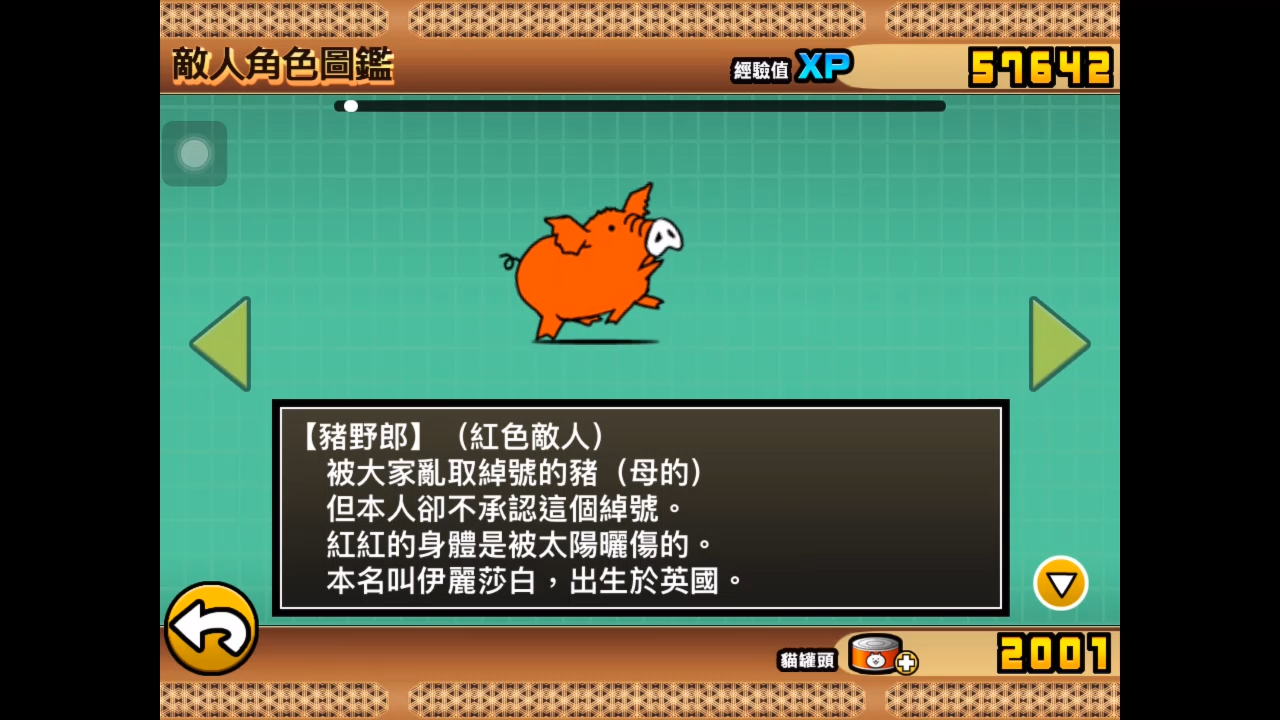 敵人角色圖鑑
經驗值 XP 57642
【豬野郎】（紅色敵人）
被大家亂取綽號的豬（母的）
但本人卻不承認這個綽號。
紅紅的身體是被太陽曬傷的。
本名叫伊麗莎白，出生於英國。
貓罐頭 2001